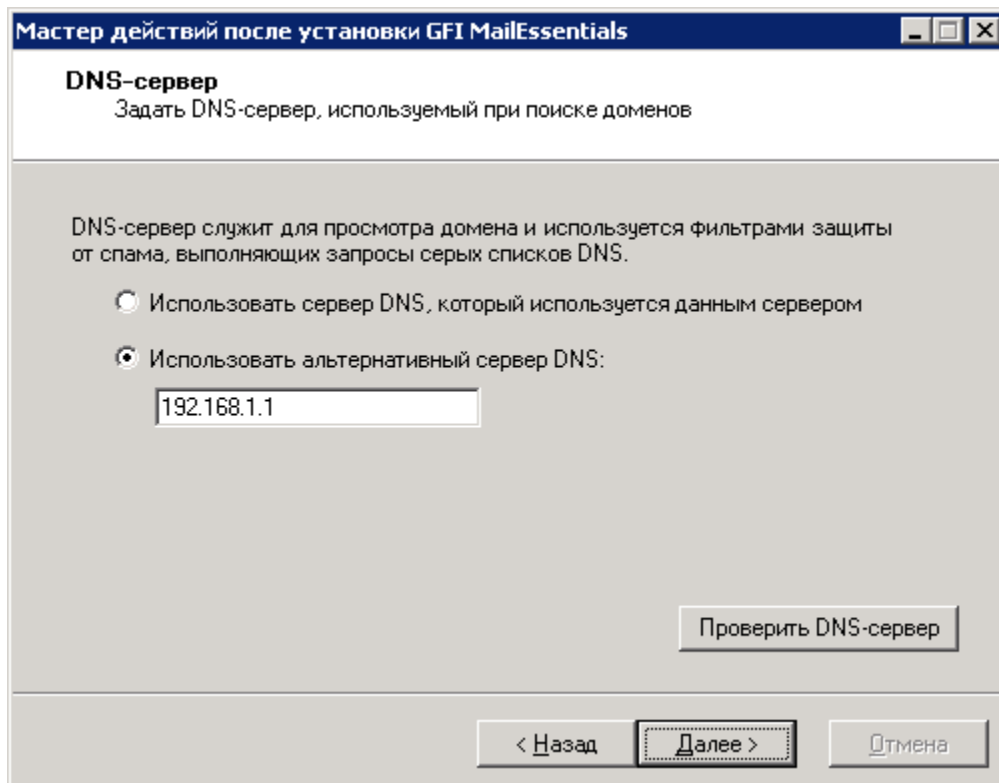 Мастер действий после установки GFI MailEssentials
DNS-сервер
Задать DNS-сервер, используемый при поиске доменов
DNS-сервер служит для просмотра домена и используется фильтрами защиты
от спама, выполняющих запросы серых списков DNS.
Использовать сервер DNS, который используется данным сервером
Использовать альтернативный сервер DNS:
192.168.1.1
Проверить DNS-сервер
< Назад
Далее >
Отмена